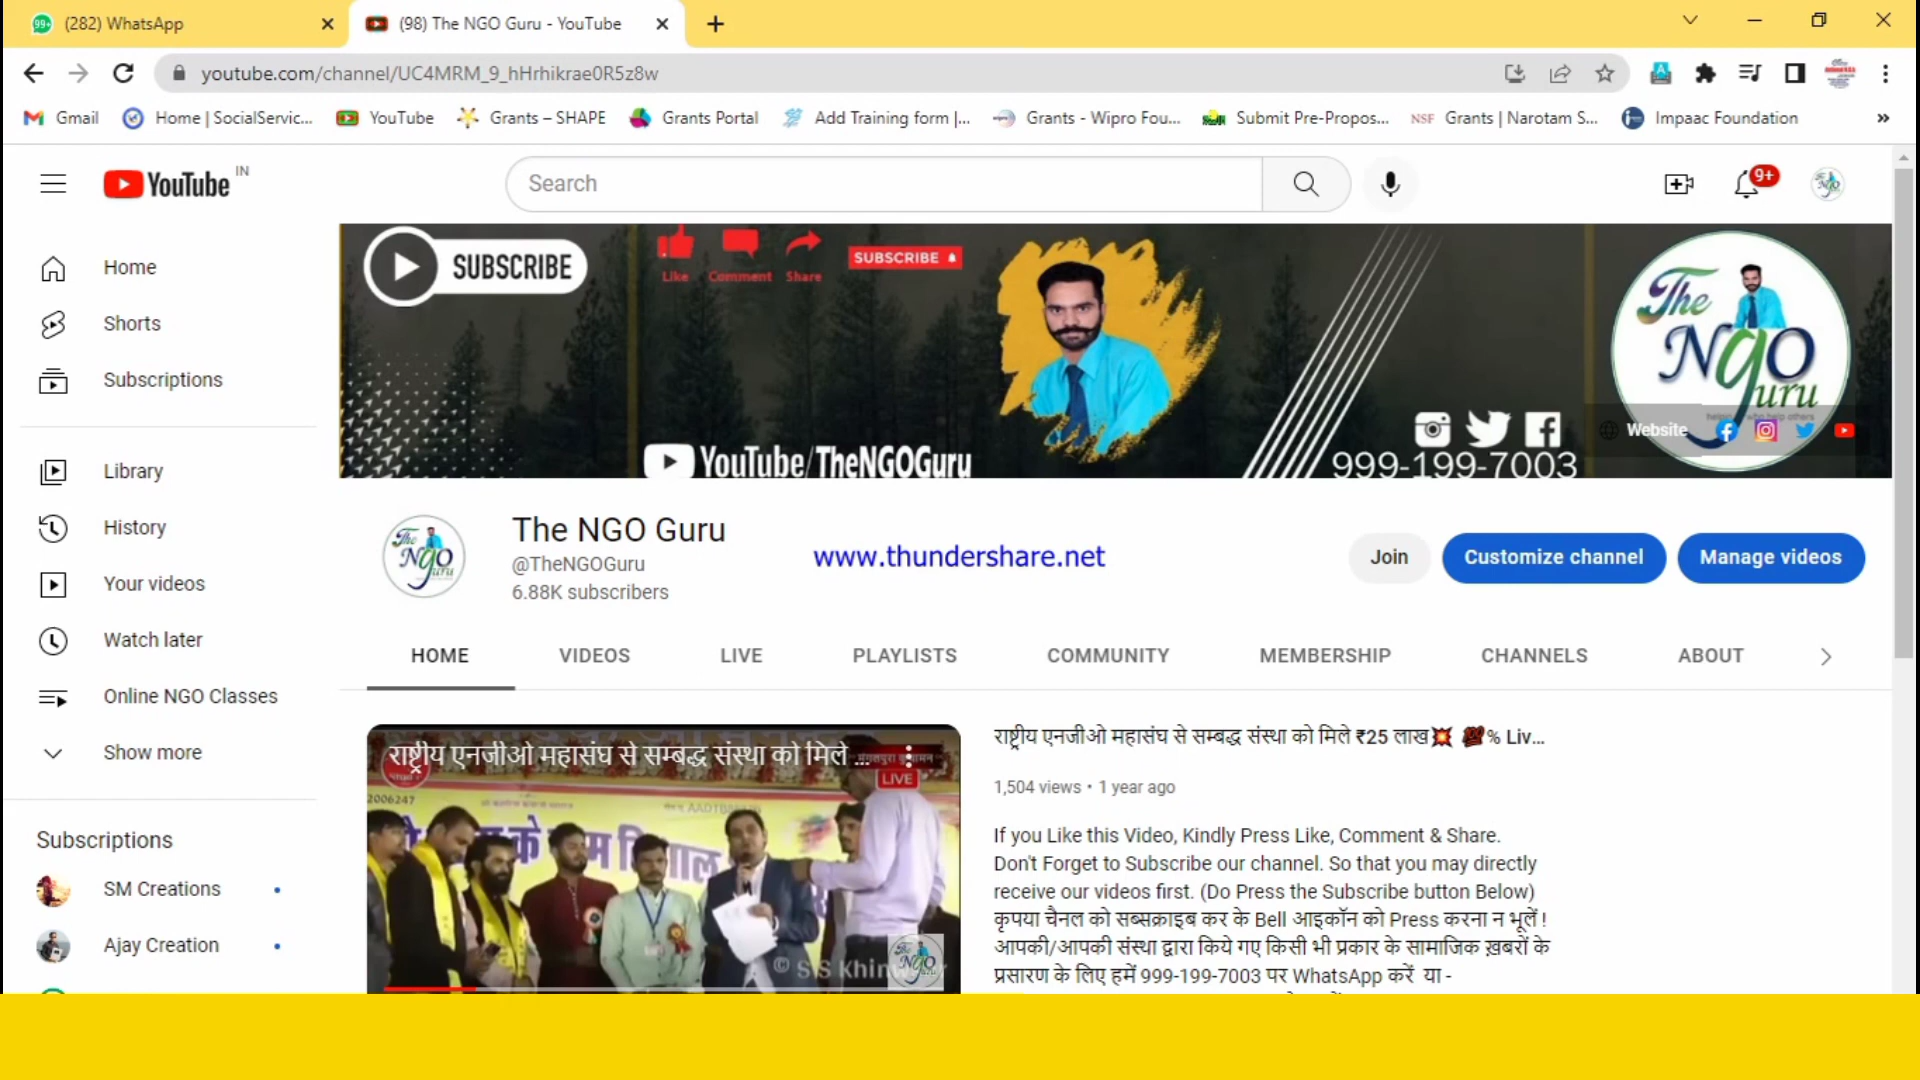 (282) WhatsApp
(98) The NGO Guru - YouTube
youtube.com/channel/UC4MRM_9_hHrhikrae0R5z8w
Gmail
Home | SocialServic...
YouTube
Grants – SHAPE
Grants Portal
Add Training form |...
Grants - Wipro Fou...
Submit Pre-Propos...
NSF Grants | Narotam S...
Impaac Foundation
YouTube IN
Search
9+
Home
Shorts
Subscriptions
Library
History
Your videos
Watch later
Online NGO Classes
Show more
Subscriptions
SM Creations
Ajay Creation
SUBSCRIBE
Like Comment Share
SUBSCRIBE
YouTube/TheNGOGuru
999-199-7003
The
NGO
Guru
helping who help others
Website
The NGO Guru
@TheNGOGuru
6.88K subscribers
www.thundershare.net
Join
Customize channel
Manage videos
HOME
VIDEOS
LIVE
PLAYLISTS
COMMUNITY
MEMBERSHIP
CHANNELS
ABOUT
राष्ट्रीय एनजीओ महासंघ से सम्बद्ध संस्था को मिले ...
LIVE
2006247
राष्ट्रीय एनजीओ महासंघ से सम्बद्ध संस्था को मिले ₹25 लाख💥 💯% Liv...
1,504 views • 1 year ago
If you Like this Video, Kindly Press Like, Comment & Share.
Don't Forget to Subscribe our channel. So that you may directly
receive our videos first. (Do Press the Subscribe button Below)
कृपया चैनल को सब्सक्राइब कर के Bell आइकॉन को Press करना न भूलें !
आपकी/आपकी संस्था द्वारा किये गए किसी भी प्रकार के सामाजिक ख़बरों के
प्रसारण के लिए हमें 999-199-7003 पर WhatsApp करें या -